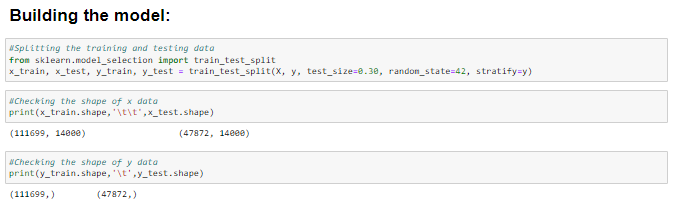 Building the model:
#Splitting the training and testing data
from sklearn.model_selection import train_test_split
x_train, x_test, y_train, y_test = train_test_split(X, y, test_size=0.30, random_state=42, stratify=y)
#Checking the shape of x data
print(x_train.shape,'\t\t',x_test.shape)
(111699, 14000) (47872, 14000)
#Checking the shape of y data
print(y_train.shape,'\t',y_test.shape)
(111699,) (47872,)